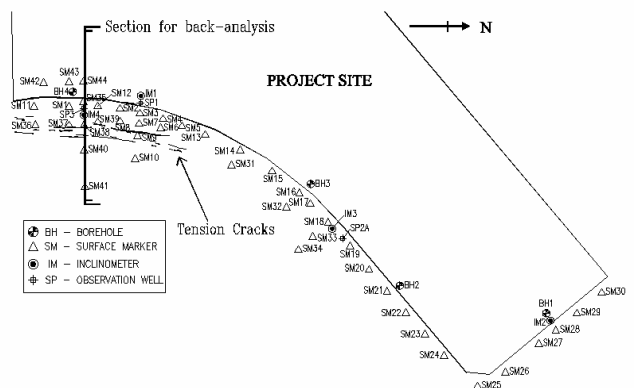 Section for back-analysis
N
PROJECT SITE
SM43
SM42
SM44
BH4
SM12
IM1
SP1
SM11
SM1
SM35
SM2
SM3
SM4
SP3
IM4
SM39
SM7
SM6
SM5
SM36
SM37
SM8
SM13
SM38
SM9
SM40
SM10
SM14
SM31
SM41
SM15
BH3
SM16
SM17
SM32
IM3
SM18
SP2A
SM33
SM34
SM19
SM20
Tension Cracks
BH - BOREHOLE
SM - SURFACE MARKER
IM - INCLINOMETER
SP - OBSERVATION WELL
BH2
SM21
SM30
SM22
BH1
SM29
IM2
SM28
SM23
SM27
SM24
SM26
SM25